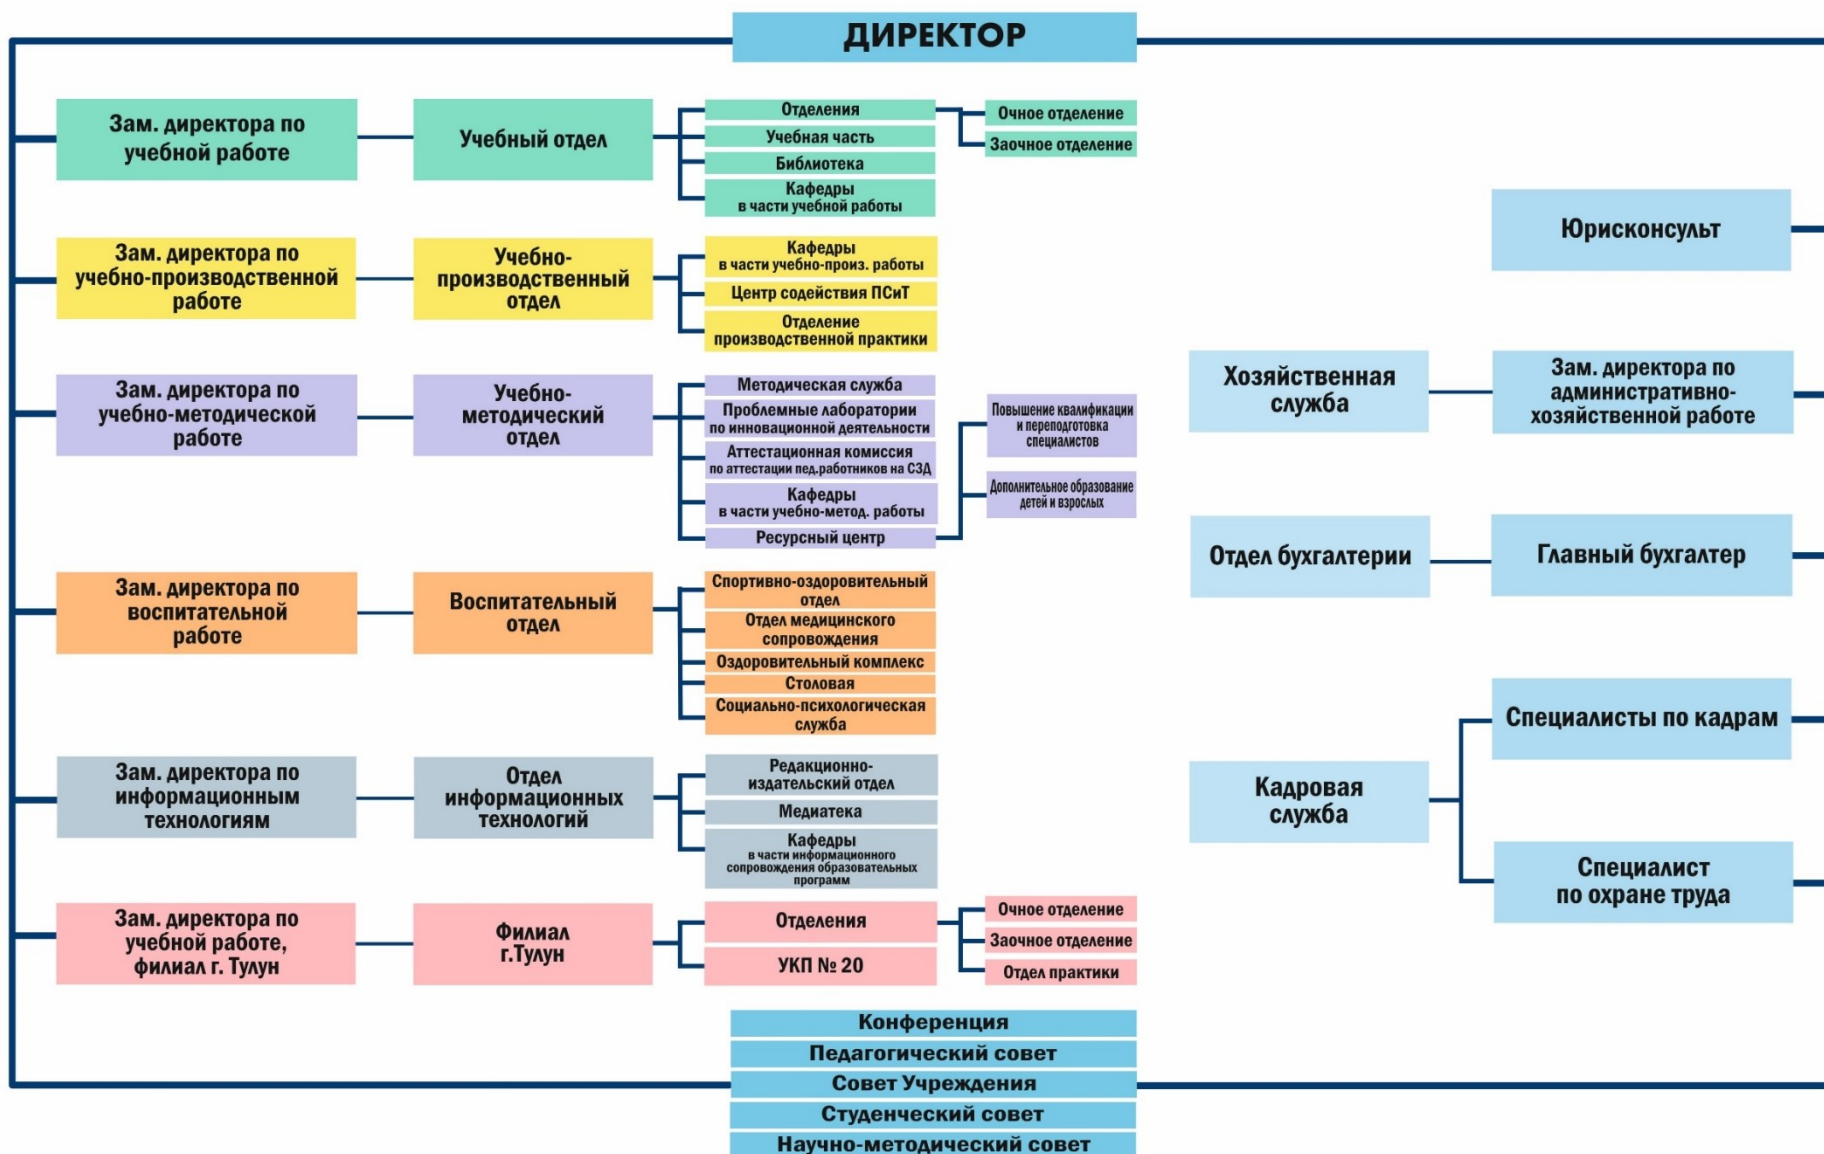 ДИРЕКТОР
Зам. директора по
учебной работе
Учебный отдел
Отделения
Учебная часть
Библиотека
Кафедры
в части учебной работы
Очное отделение
Заочное отделение
Зам. директора по
учебно-производственной
работе
Учебно-
производственный
отдел
Кафедры
в части учебно-произ. работы
Центр содействия ПСиТ
Отделение
производственной практики
Зам. директора по
учебно-методической
работе
Учебно-
методический
отдел
Методическая служба
Проблемные лаборатории
по инновационной деятельности
Аттестационная комиссия
по аттестации пед.работников на СЗД
Кафедры
в части учебно-метод. работы
Ресурсный центр
Повышение квалификации
и переподготовка
специалистов
Дополнительное образование
детей и взрослых
Зам. директора по
воспитательной
работе
Воспитательный
отдел
Спортивно-оздоровительный
отдел
Отдел медицинского
сопровождения
Оздоровительный комплекс
Столовая
Социально-психологическая
служба
Зам. директора по
информационным
технологиям
Отдел
информационных
технологий
Редакционно-
издательский отдел
Медиатека
Кафедры
в части информационного
сопровождения образовательных
программ
Зам. директора по
учебной работе,
филиал г. Тулун
Филиал
г.Тулун
Отделения
УКП № 20
Очное отделение
Заочное отделение
Отдел практики
Юрисконсульт
Хозяйственная
служба
Зам. директора по
административно-
хозяйственной работе
Отдел бухгалтерии
Главный бухгалтер
Кадровая
служба
Специалисты по кадрам
Специалист
по охране труда
Конференция
Педагогический совет
Совет Учреждения
Студенческий совет
Научно-методический совет